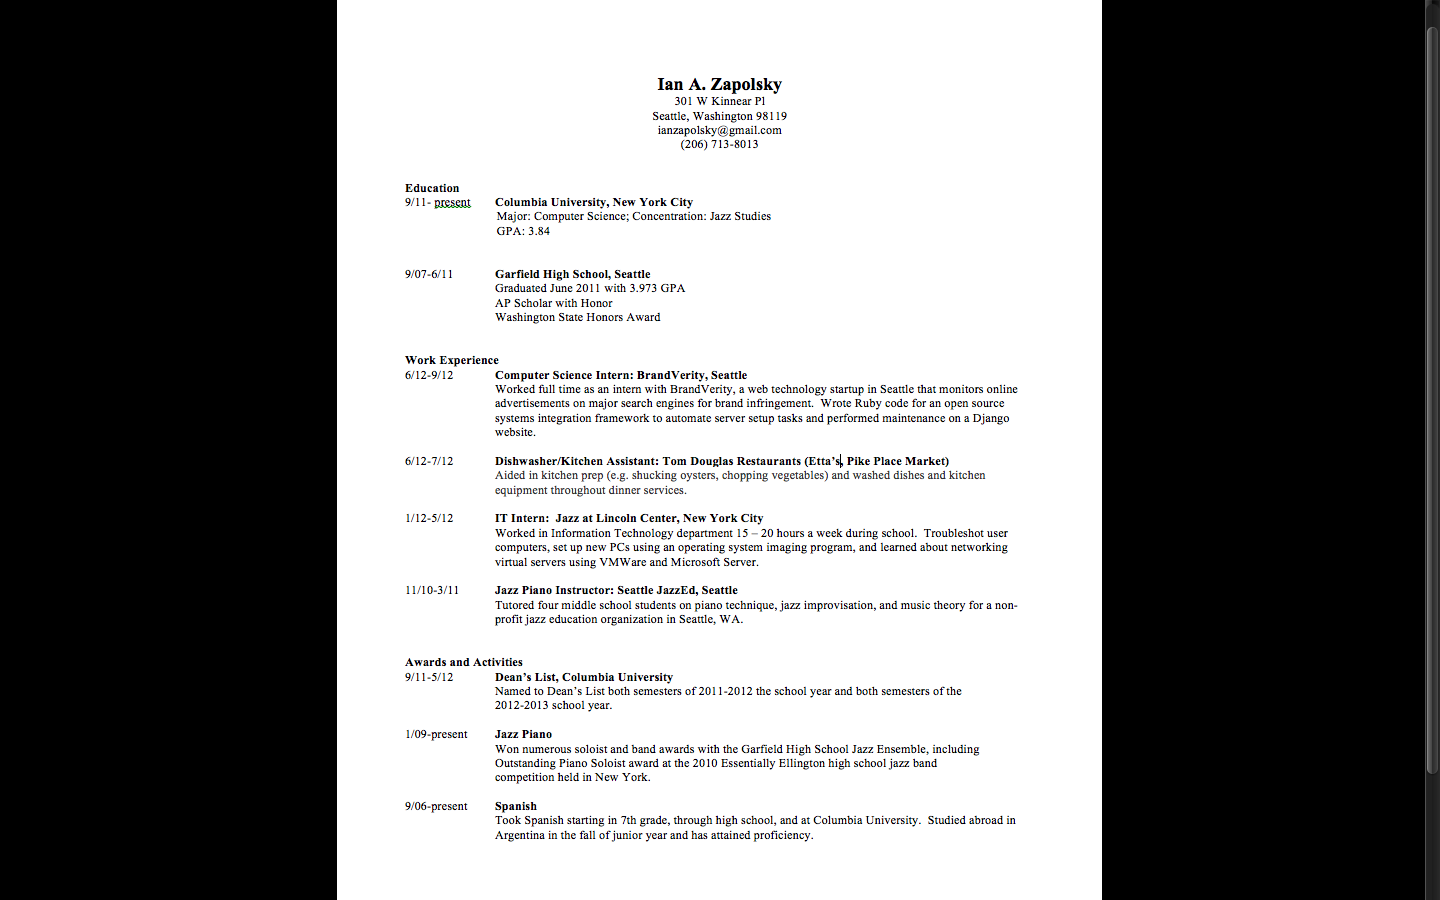 Ian A. Zapolsky
301 W Kinnear Pl
Seattle, Washington 98119
ianzapolsky@gmail.com
(206) 713-8013
Education
9/11- present Columbia University, New York City
Major: Computer Science; Concentration: Jazz Studies
GPA: 3.84
9/07-6/11 Garfield High School, Seattle
Graduated June 2011 with 3.973 GPA
AP Scholar with Honor
Washington State Honors Award
Work Experience
6/12-9/12 Computer Science Intern: BrandVerity, Seattle
Worked full time as an intern with BrandVerity, a web technology startup in Seattle that monitors online
advertisements on major search engines for brand infringement.  Wrote Ruby code for an open source
systems integration framework to automate server setup tasks and performed maintenance on a Django
website.
6/12-7/12 Dishwasher/Kitchen Assistant: Tom Douglas Restaurants (Etta’s, Pike Place Market)
Aided in kitchen prep (e.g. shucking oysters, chopping vegetables) and washed dishes and kitchen
equipment throughout dinner services.
1/12-5/12 IT Intern:  Jazz at Lincoln Center, New York City
Worked in Information Technology department 15 – 20 hours a week during school.  Troubleshot user
computers, set up new PCs using an operating system imaging program, and learned about networking
virtual servers using VMWare and Microsoft Server.
11/10-3/11 Jazz Piano Instructor: Seattle JazzEd, Seattle
Tutored four middle school students on piano technique, jazz improvisation, and music theory for a non-
profit jazz education organization in Seattle, WA.
Awards and Activities
9/11-5/12 Dean’s List, Columbia University
Named to Dean’s List both semesters of 2011-2012 the school year and both semesters of the
2012-2013 school year.
1/09-present Jazz Piano
Won numerous soloist and band awards with the Garfield High School Jazz Ensemble, including
Outstanding Piano Soloist award at the 2010 Essentially Ellington high school jazz band
competition held in New York.
9/06-present Spanish
Took Spanish starting in 7th grade, through high school, and at Columbia University.  Studied abroad in
Argentina in the fall of junior year and has attained proficiency.